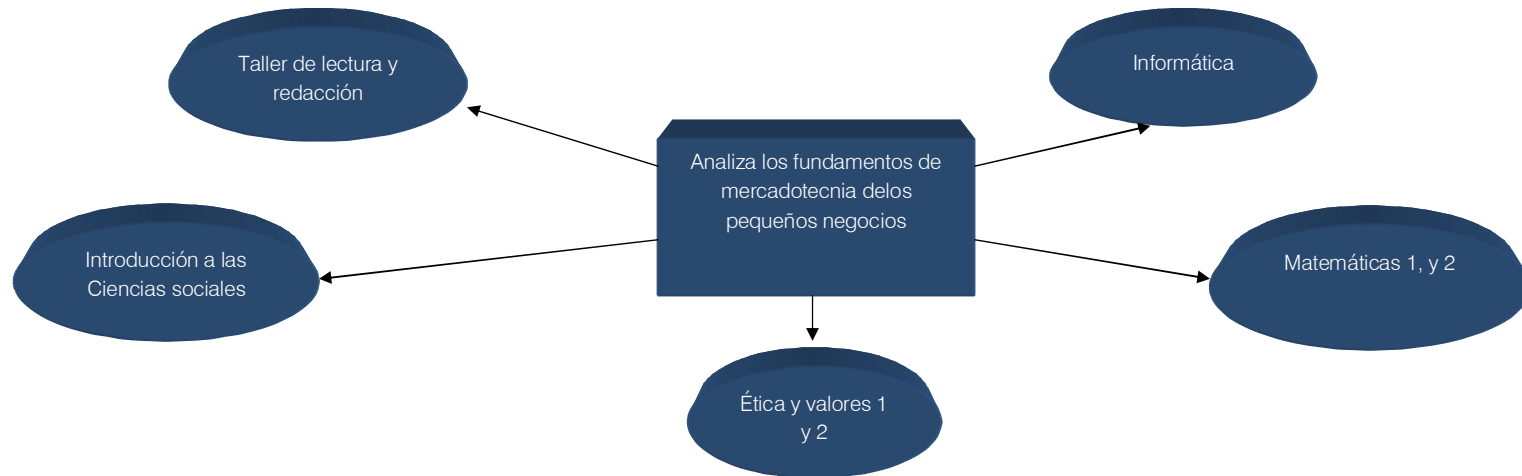 Taller de lectura y
redacción
Informática
Analiza los fundamentos de
mercadotecnia delos
pequeños negocios
Introducción a las
Ciencias sociales
Matemáticas 1, y 2
Ética y valores 1
y 2